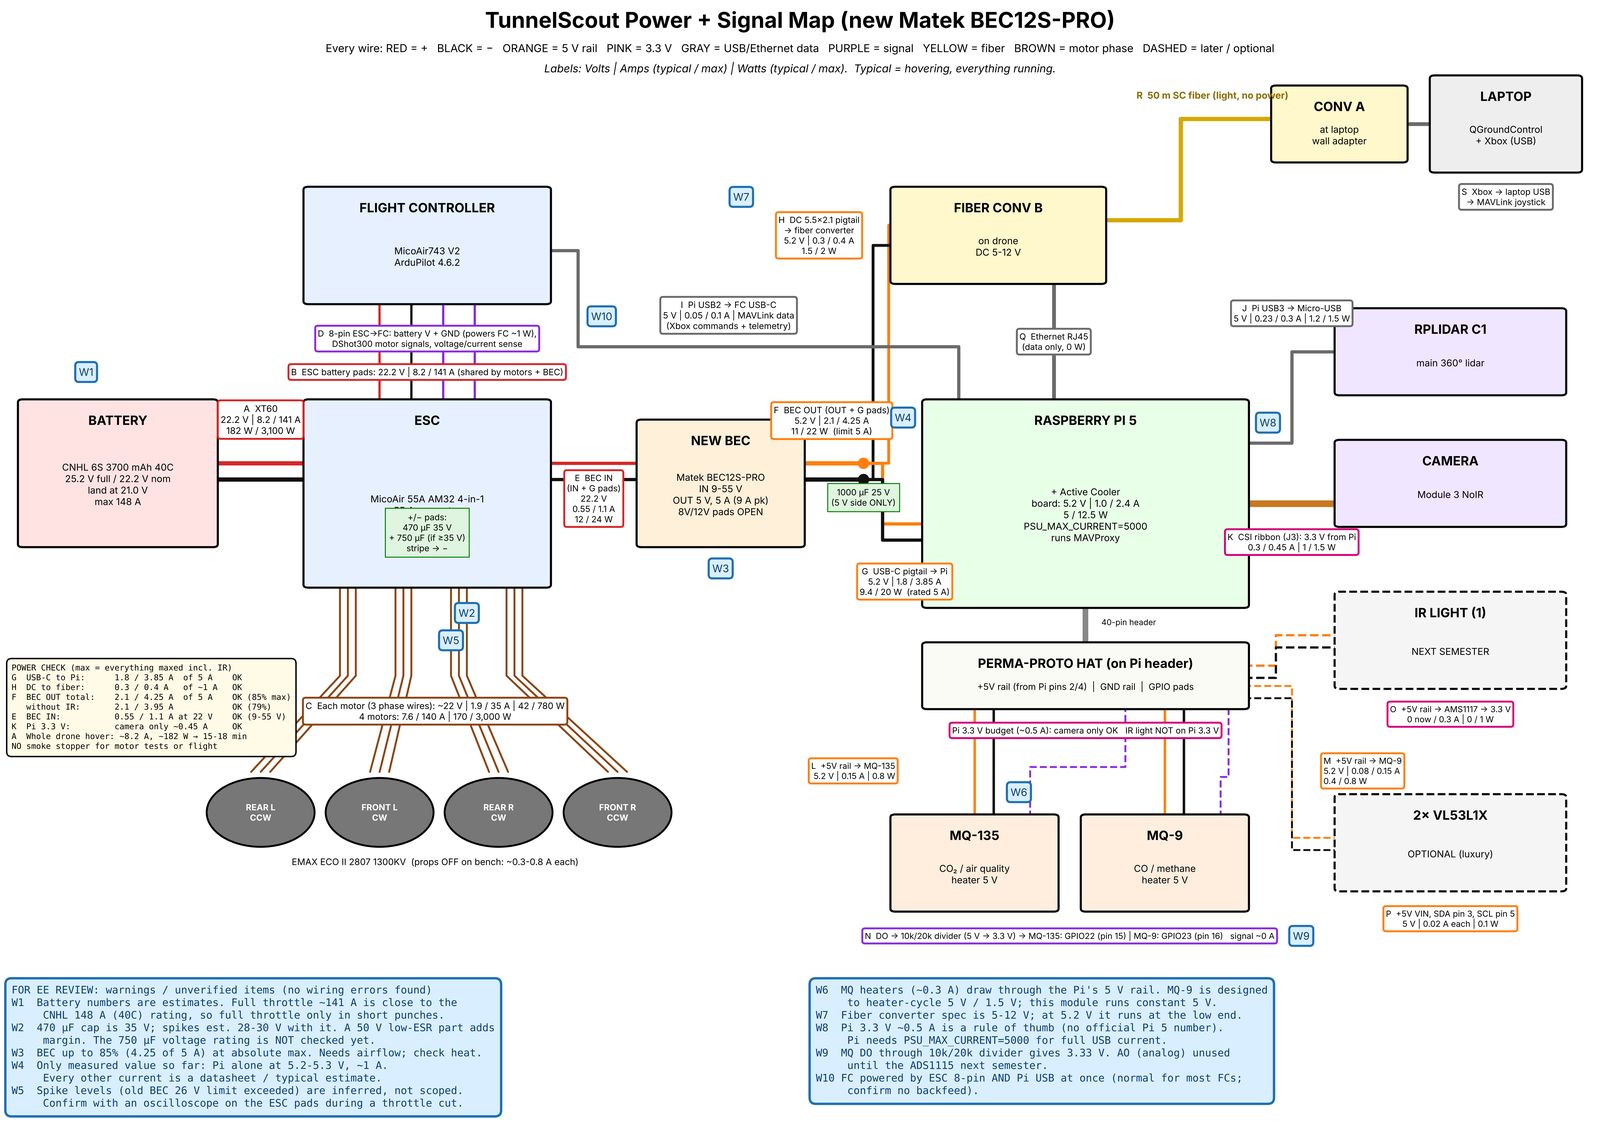 TunnelScout Power + Signal Map (new Matek BEC12S-PRO)
Every wire: RED = + BLACK = − ORANGE = 5 V rail PINK = 3.3 V GRAY = USB/Ethernet data PURPLE = signal YELLOW = fiber BROWN = motor phase DASHED = later / optional
Labels: Volts | Amps (typical / max) | Watts (typical / max). Typical = hovering, everything running.
R 50 m SC fiber (light, no power)
CONV A
at laptop
wall adapter
LAPTOP
QGroundControl
+ Xbox (USB)
S Xbox → laptop USB
→ MAVLink joystick
FLIGHT CONTROLLER
MicoAir743 V2
ArduPilot 4.6.2
W7
H DC 5.5×2.1 pigtail
→ fiber converter
5.2 V | 0.3 / 0.4 A
1.5 / 2 W
FIBER CONV B
on drone
DC 5-12 V
D 8-pin ESC→FC: battery V + GND (powers FC ~1 W),
DShot300 motor signals, voltage/current sense
W10
I Pi USB2 → FC USB-C
5 V | 0.05 / 0.1 A | MAVLink data
(Xbox commands + telemetry)
Q Ethernet RJ45
(data only, 0 W)
J Pi USB3 → Micro-USB
5 V | 0.23 / 0.3 A | 1.2 / 1.5 W
RPLIDAR C1
main 360° lidar
W1
B ESC battery pads: 22.2 V | 8.2 / 141 A (shared by motors + BEC)
BATTERY
CNHL 6S 3700 mAh 40C
25.2 V full / 22.2 V nom
land at 21.0 V
max 148 A
A XT60
22.2 V | 8.2 / 141 A
182 W / 3,100 W
ESC
MicoAir 55A AM32 4-in-1
+/− pads:
470 µF 35 V
+ 750 µF (if ≥35 V)
stripe → −
E BEC IN
(IN + G pads)
22.2 V
0.55 / 1.1 A
12 / 24 W
NEW BEC
Matek BEC12S-PRO
IN 9-55 V
OUT 5 V, 5 A (9 A pk)
8V/12V pads OPEN
W3
F BEC OUT (OUT + G pads)
5.2 V | 2.1 / 4.25 A
11 / 22 W (limit 5 A)
W4
1000 µF 25 V
(5 V side ONLY)
G USB-C pigtail → Pi
5.2 V | 1.8 / 3.85 A
9.4 / 20 W (rated 5 A)
RASPBERRY PI 5
+ Active Cooler
board: 5.2 V | 1.0 / 2.4 A
5 / 12.5 W
PSU_MAX_CURRENT=5000
runs MAVProxy
W8
CAMERA
Module 3 NoIR
K CSI ribbon (J3): 3.3 V from Pi
0.3 / 0.45 A | 1 / 1.5 W
40-pin header
W2
W5
IR LIGHT (1)
NEXT SEMESTER
PERMA-PROTO HAT (on Pi header)
+5V rail (from Pi pins 2/4) | GND rail | GPIO pads
POWER CHECK (max = everything maxed incl. IR)
G USB-C to Pi: 1.8 / 3.85 A of 5 A OK
H DC to fiber: 0.3 / 0.4 A of ~1 A OK
F BEC OUT total: 2.1 / 4.25 A of 5 A OK (85% max)
without IR: 2.1 / 3.95 A OK (79%)
E BEC IN: 0.55 / 1.1 A at 22 V OK (9-55 V)
K Pi 3.3 V: camera only ~0.45 A OK
A Whole drone hover: ~8.2 A, ~182 W → 15-18 min
NO smoke stopper for motor tests or flight
C Each motor (3 phase wires): ~22 V | 1.9 / 35 A | 42 / 780 W
4 motors: 7.6 / 140 A | 170 / 3,000 W
O +5V rail → AMS1117 → 3.3 V
0 now / 0.3 A | 0 / 1 W
Pi 3.3 V budget (~0.5 A): camera only OK IR light NOT on Pi 3.3 V
L +5V rail → MQ-135
5.2 V | 0.15 A | 0.8 W
M +5V rail → MQ-9
5.2 V | 0.08 / 0.15 A
0.4 / 0.8 W
W6
REAR L
CCW
FRONT L
CW
REAR R
CW
FRONT R
CCW
EMAX ECO II 2807 1300KV (props OFF on bench: ~0.3-0.8 A each)
MQ-135
CO₂ / air quality
heater 5 V
MQ-9
CO / methane
heater 5 V
2× VL53L1X
OPTIONAL (luxury)
P +5V VIN, SDA pin 3, SCL pin 5
5 V | 0.02 A each | 0.1 W
N DO → 10k/20k divider (5 V → 3.3 V) → MQ-135: GPIO22 (pin 15) | MQ-9: GPIO23 (pin 16) signal ~0 A
W9
FOR EE REVIEW: warnings / unverified items (no wiring errors found)
W1 Battery numbers are estimates. Full throttle ~141 A is close to the
CNHL 148 A (40C) rating, so full throttle only in short punches.
W2 470 µF cap is 35 V; spikes est. 28-30 V with it. A 50 V low-ESR part adds
margin. The 750 µF voltage rating is NOT checked yet.
W3 BEC up to 85% (4.25 of 5 A) at absolute max. Needs airflow; check heat.
W4 Only measured value so far: Pi alone at 5.2-5.3 V, ~1 A.
Every other current is a datasheet / typical estimate.
W5 Spike levels (old BEC 26 V limit exceeded) are inferred, not scoped.
Confirm with an oscilloscope on the ESC pads during a throttle cut.
W6 MQ heaters (~0.3 A) draw through the Pi's 5 V rail. MQ-9 is designed
to heater-cycle 5 V / 1.5 V; this module runs constant 5 V.
W7 Fiber converter spec is 5-12 V; at 5.2 V it runs at the low end.
W8 Pi 3.3 V ~0.5 A is a rule of thumb (no official Pi 5 number).
Pi needs PSU_MAX_CURRENT=5000 for full USB current.
W9 MQ DO through 10k/20k divider gives 3.33 V. AO (analog) unused
until the ADS1115 next semester.
W10 FC powered by ESC 8-pin AND Pi USB at once (normal for most FCs;
confirm no backfeed).